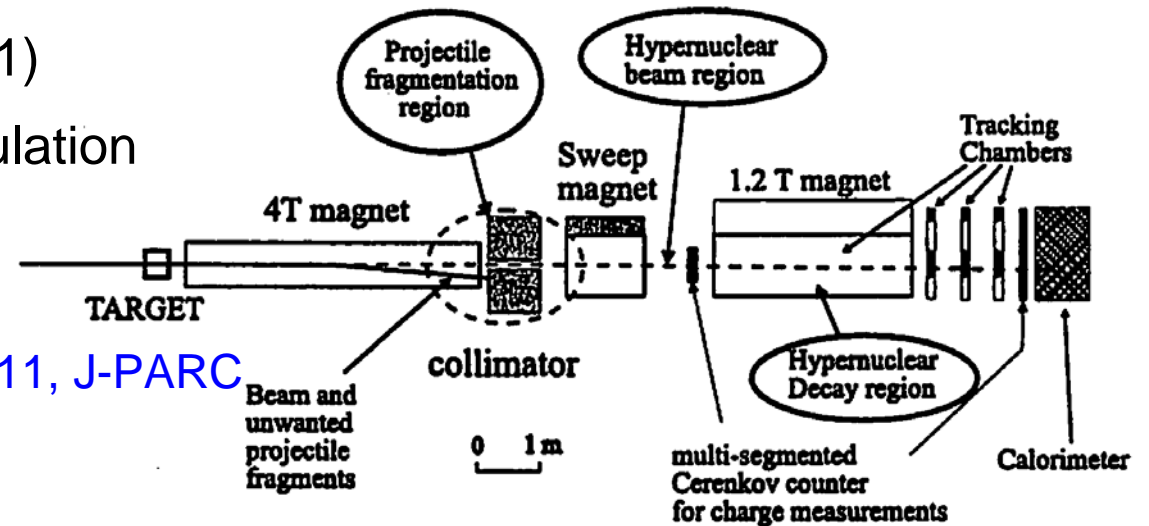 1)
ulation
11, J-PARC
Projectile
fragmentation
region
Hypernuclear
beam region
Tracking
Chambers
Sweep
magnet
1.2 T magnet
4T magnet
TARGET
collimator
Hypernuclear
Decay region
Beam and
unwanted
projectile
fragments
0 1 m
multi-segmented
Cerenkov counter
for charge measurements
Calorimeter